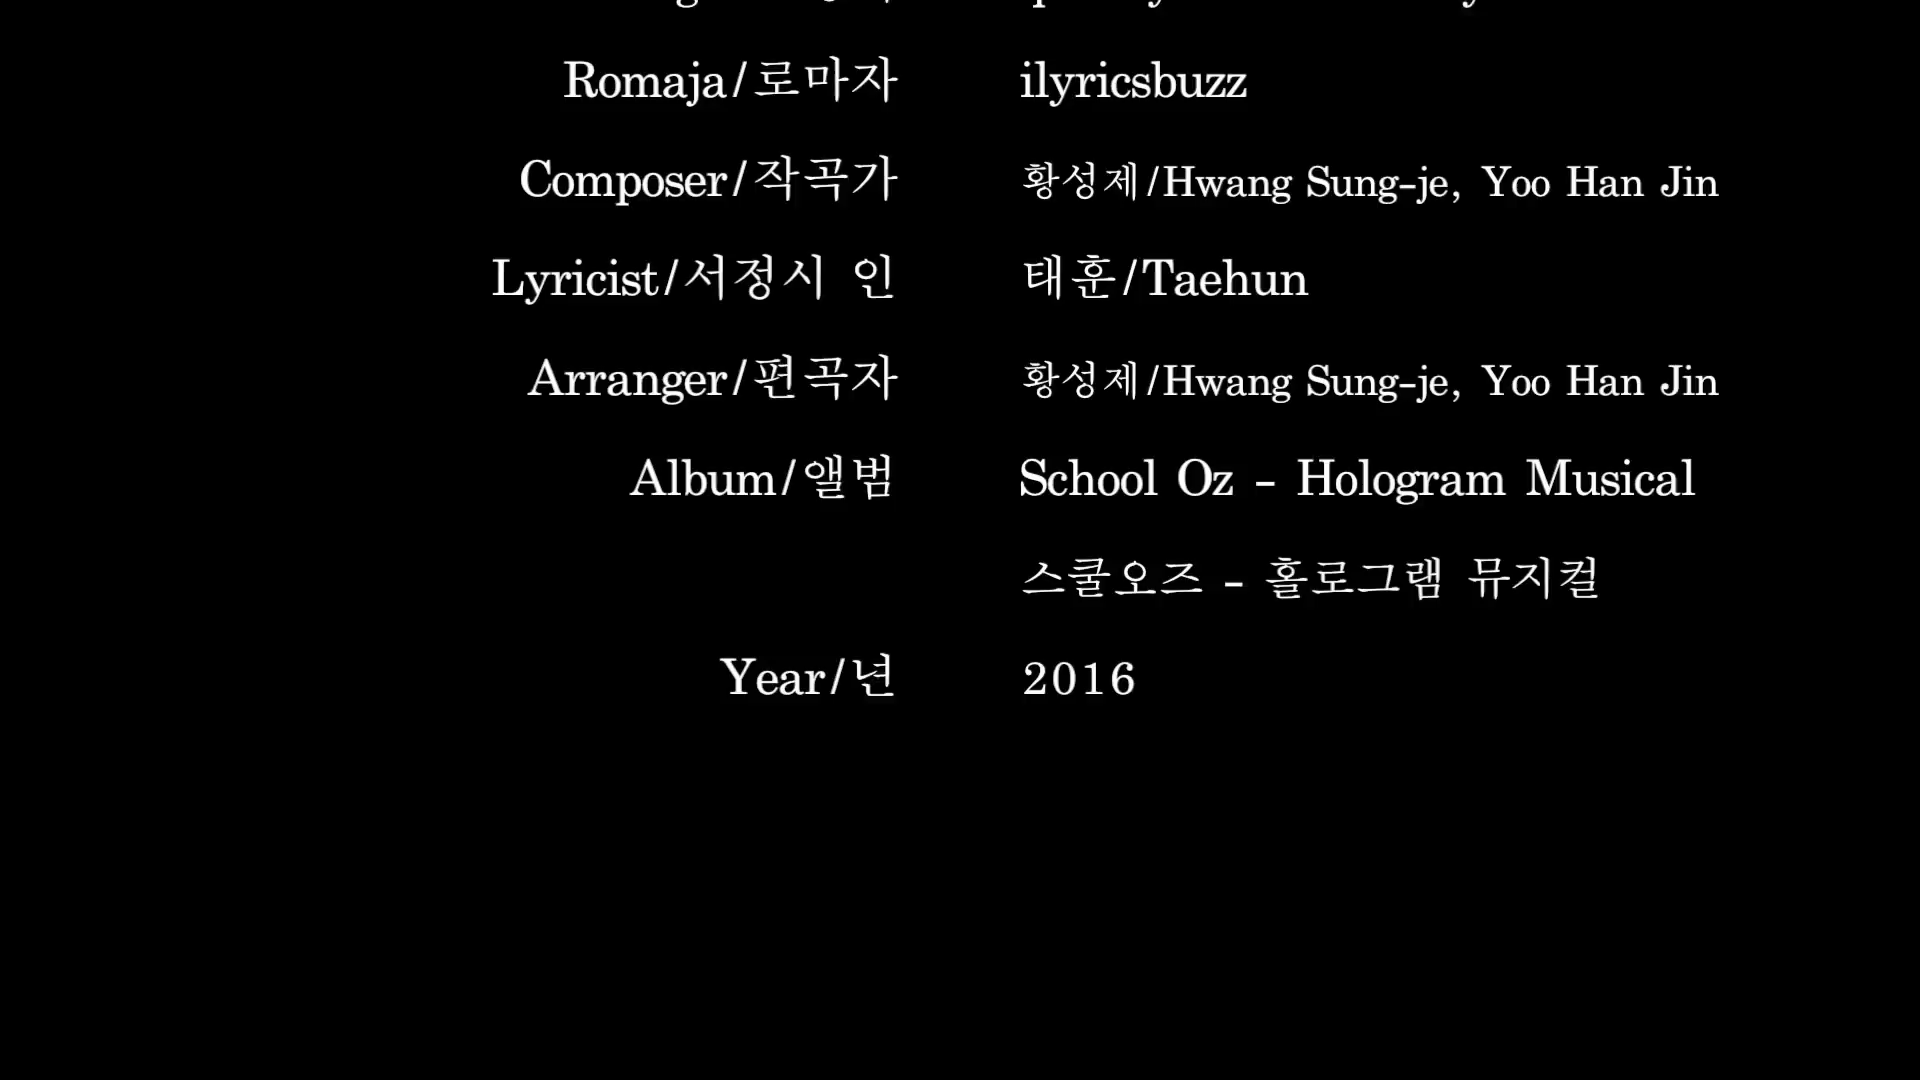 Romaja/로마자 ilyricsbuzz
Composer/작곡가 황성제/Hwang Sung-je, Yoo Han Jin
Lyricist/서정시 인 태훈/Taehun
Arranger/편곡자 황성제/Hwang Sung-je, Yoo Han Jin
Album/앨범 School Oz - Hologram Musical
스쿨오즈 - 홀로그램 뮤지컬
Year/년 2016